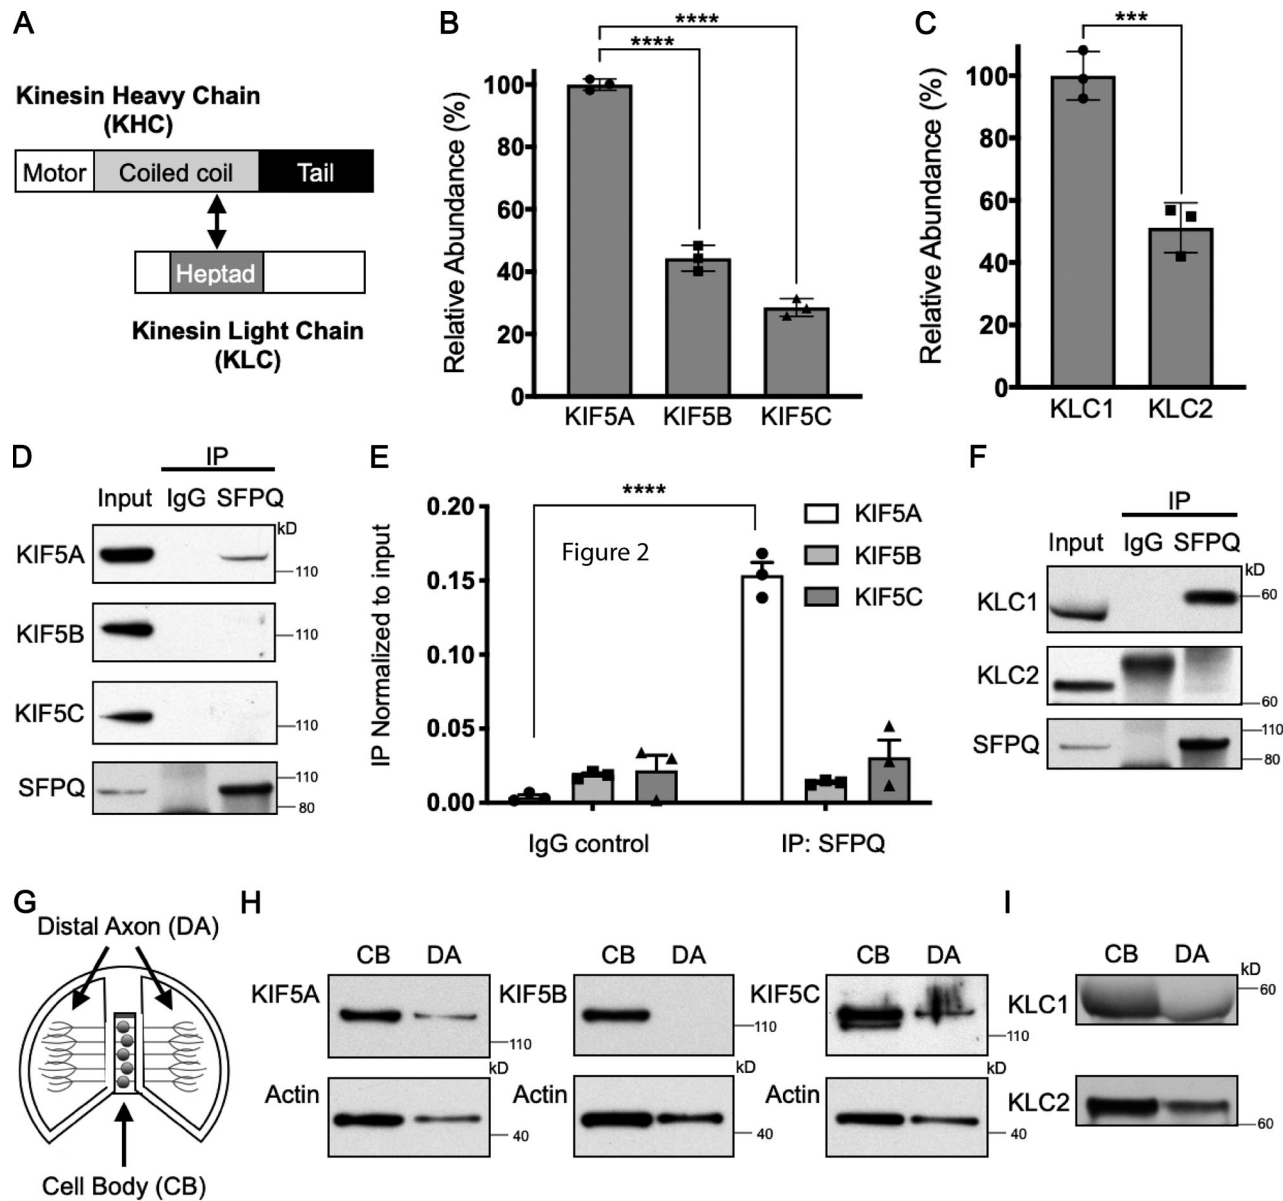 A
Kinesin Heavy Chain
(KHC)
Motor
Coiled coil
Tail
Heptad
Kinesin Light Chain
(KLC)
B
****
****
Relative Abundance (%)
100
80
60
40
20
0
KIF5A
KIF5B
KIF5C
C
***
Relative Abundance (%)
100
80
60
40
20
0
KLC1
KLC2
D
IP
Input
IgG
SFPQ
kD
KIF5A
110
KIF5B
110
KIF5C
110
SFPQ
110
80
E
IP Normalized to input
0.20
0.15
0.10
0.05
0.00
****
Figure 2
KIF5A
KIF5B
KIF5C
IgG control
IP: SFPQ
F
IP
Input
IgG
SFPQ
kD
KLC1
60
KLC2
60
SFPQ
110
80
G
Distal Axon (DA)
Cell Body (CB)
H
CB
DA
KIF5A
110
kD
Actin
40
CB
DA
KIF5B
110
kD
Actin
40
CB
DA
KIF5C
110
kD
Actin
40
I
CB
DA
kD
KLC1
60
KLC2
60